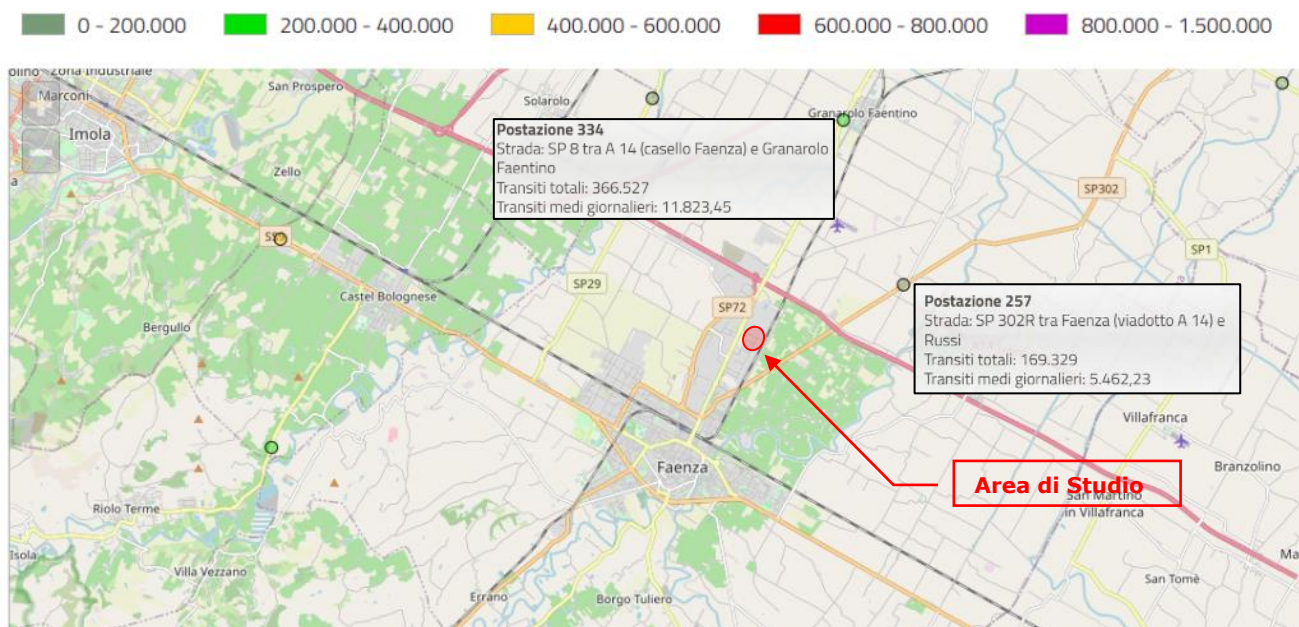 0 - 200.000
200.000 - 400.000
400.000 - 600.000
600.000 - 800.000
800.000 - 1.500.000
Zona Industriale
Marconi
San Prospero
Solarolo
Granarolo Faentino
Imola
Postazione 334
Strada: SP 8 tra A 14 (casello Faenza) e Granarolo
Faentino
Transiti totali: 366.527
Transiti medi giornalieri: 11.823,45
Zello
SP302
SP1
SP29
Castel Bolognese
SP72
Postazione 257
Strada: SP 302R tra Faenza (viadotto A 14) e
Russi
Transiti totali: 169.329
Transiti medi giornalieri: 5.462,23
Bergullo
Villafranca
Faenza
Branzolino
Area di Studio
San Martino
in Villafranca
Riolo Terme
Isola
Villa Vezzano
San Tomè
Errano
Borgo Tuliero